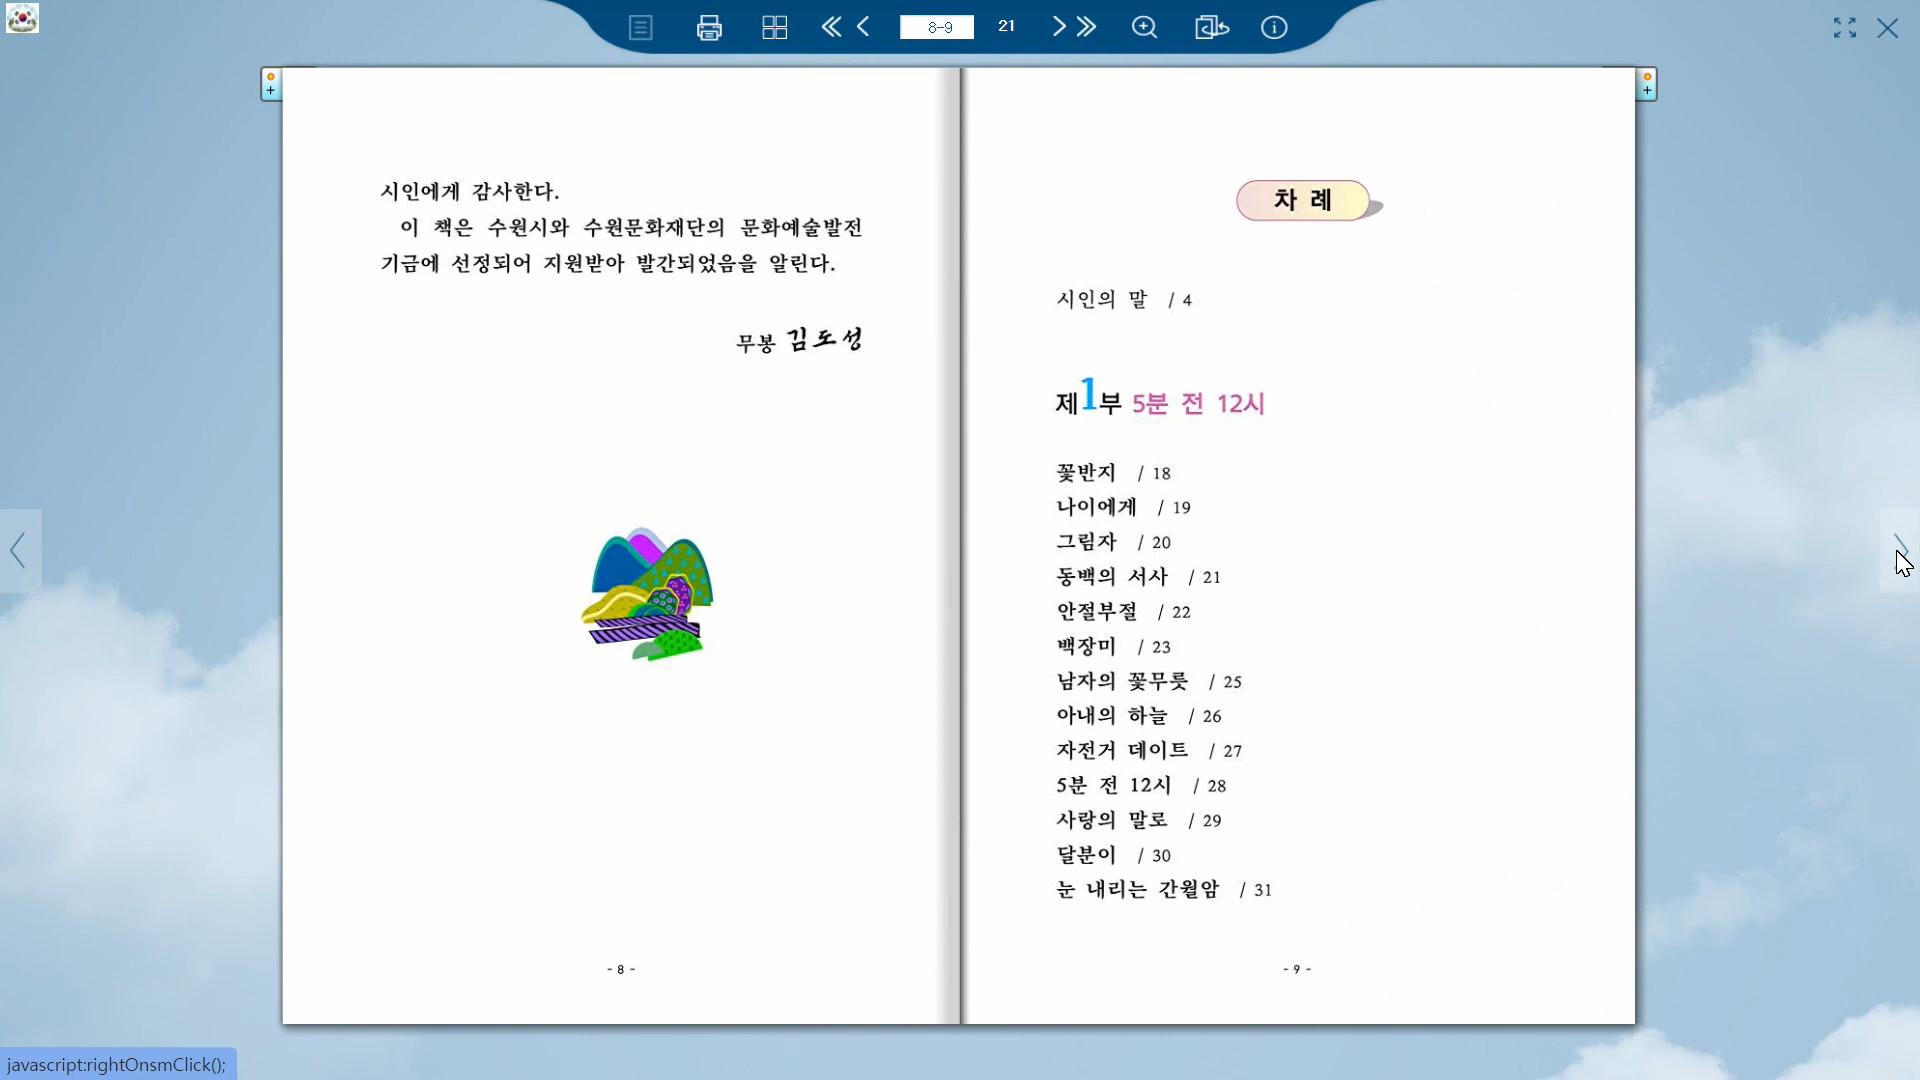 8-9
21
시인에게 감사한다.
이 책은 수원시와 수원문화재단의 문화예술발전
기금에 선정되어 지원받아 발간되었음을 알린다.
무봉 김도성
- 8 -
차 례
시인의 말 / 4
제1부 5분 전 12시
꽃반지 / 18
나이에게 / 19
그림자 / 20
동백의 서사 / 21
안절부절 / 22
백장미 / 23
남자의 꽃무릇 / 25
아내의 하늘 / 26
자전거 데이트 / 27
5분 전 12시 / 28
사랑의 말로 / 29
달분이 / 30
눈 내리는 간월암 / 31
- 9 -
javascript:rightOnsmClick();